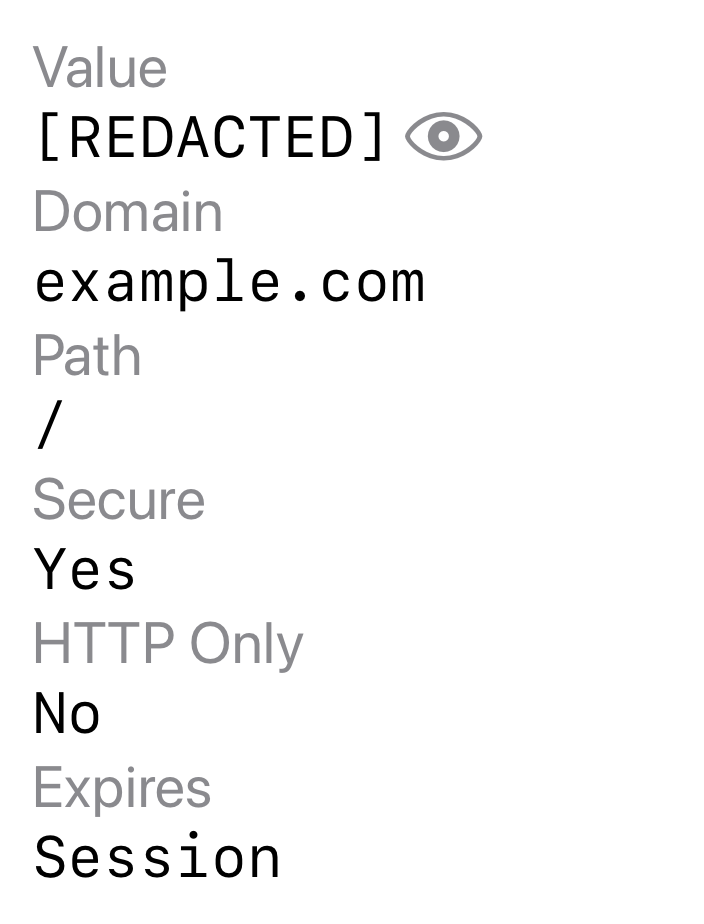 Value
[REDACTED]
Domain
example.com
Path
/
Secure
Yes
HTTP Only
No
Expires
Session